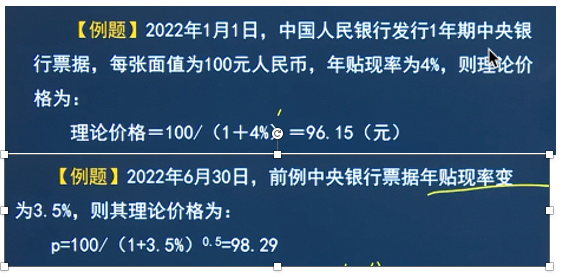 【例题】2022年1月1日，中国人民银行发行1年期中央银
行票据，每张面值为100元人民币，年贴现率为4%，则理论价
格为：
理论价格＝100/（1＋4%）＝96.15（元）
【例题】2022年6月30日，前例中央银行票据年贴现率变
为3.5%，则其理论价格为：
p=100/（1+3.5%）0.5=98.29